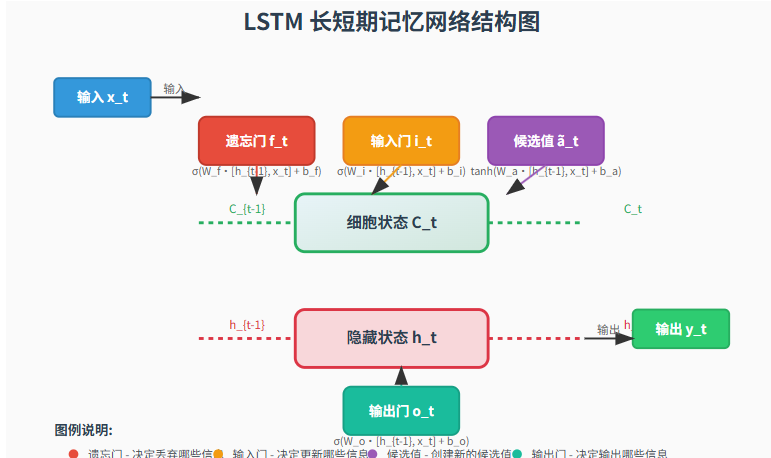 LSTM 长短期记忆网络结构图
输入 x_t
输入
遗忘门 f_t
输入门 i_t
候选值 ã_t
σ(W_f · [h_{t-1}, x_t] + b_f)
σ(W_i · [h_{t-1}, x_t] + b_i)
tanh(W_a · [h_{t-1}, x_t] + b_a)
C_{t-1}
细胞状态 C_t
C_t
h_{t-1}
隐藏状态 h_t
输出
输出 y_t
输出门 o_t
σ(W_o · [h_{t-1}, x_t] + b_o)
图例说明:
遗忘门 - 决定丢弃哪些信
输入门 - 决定更新哪些信息
候选值 - 创建新的候选值
输出门 - 决定输出哪些信息